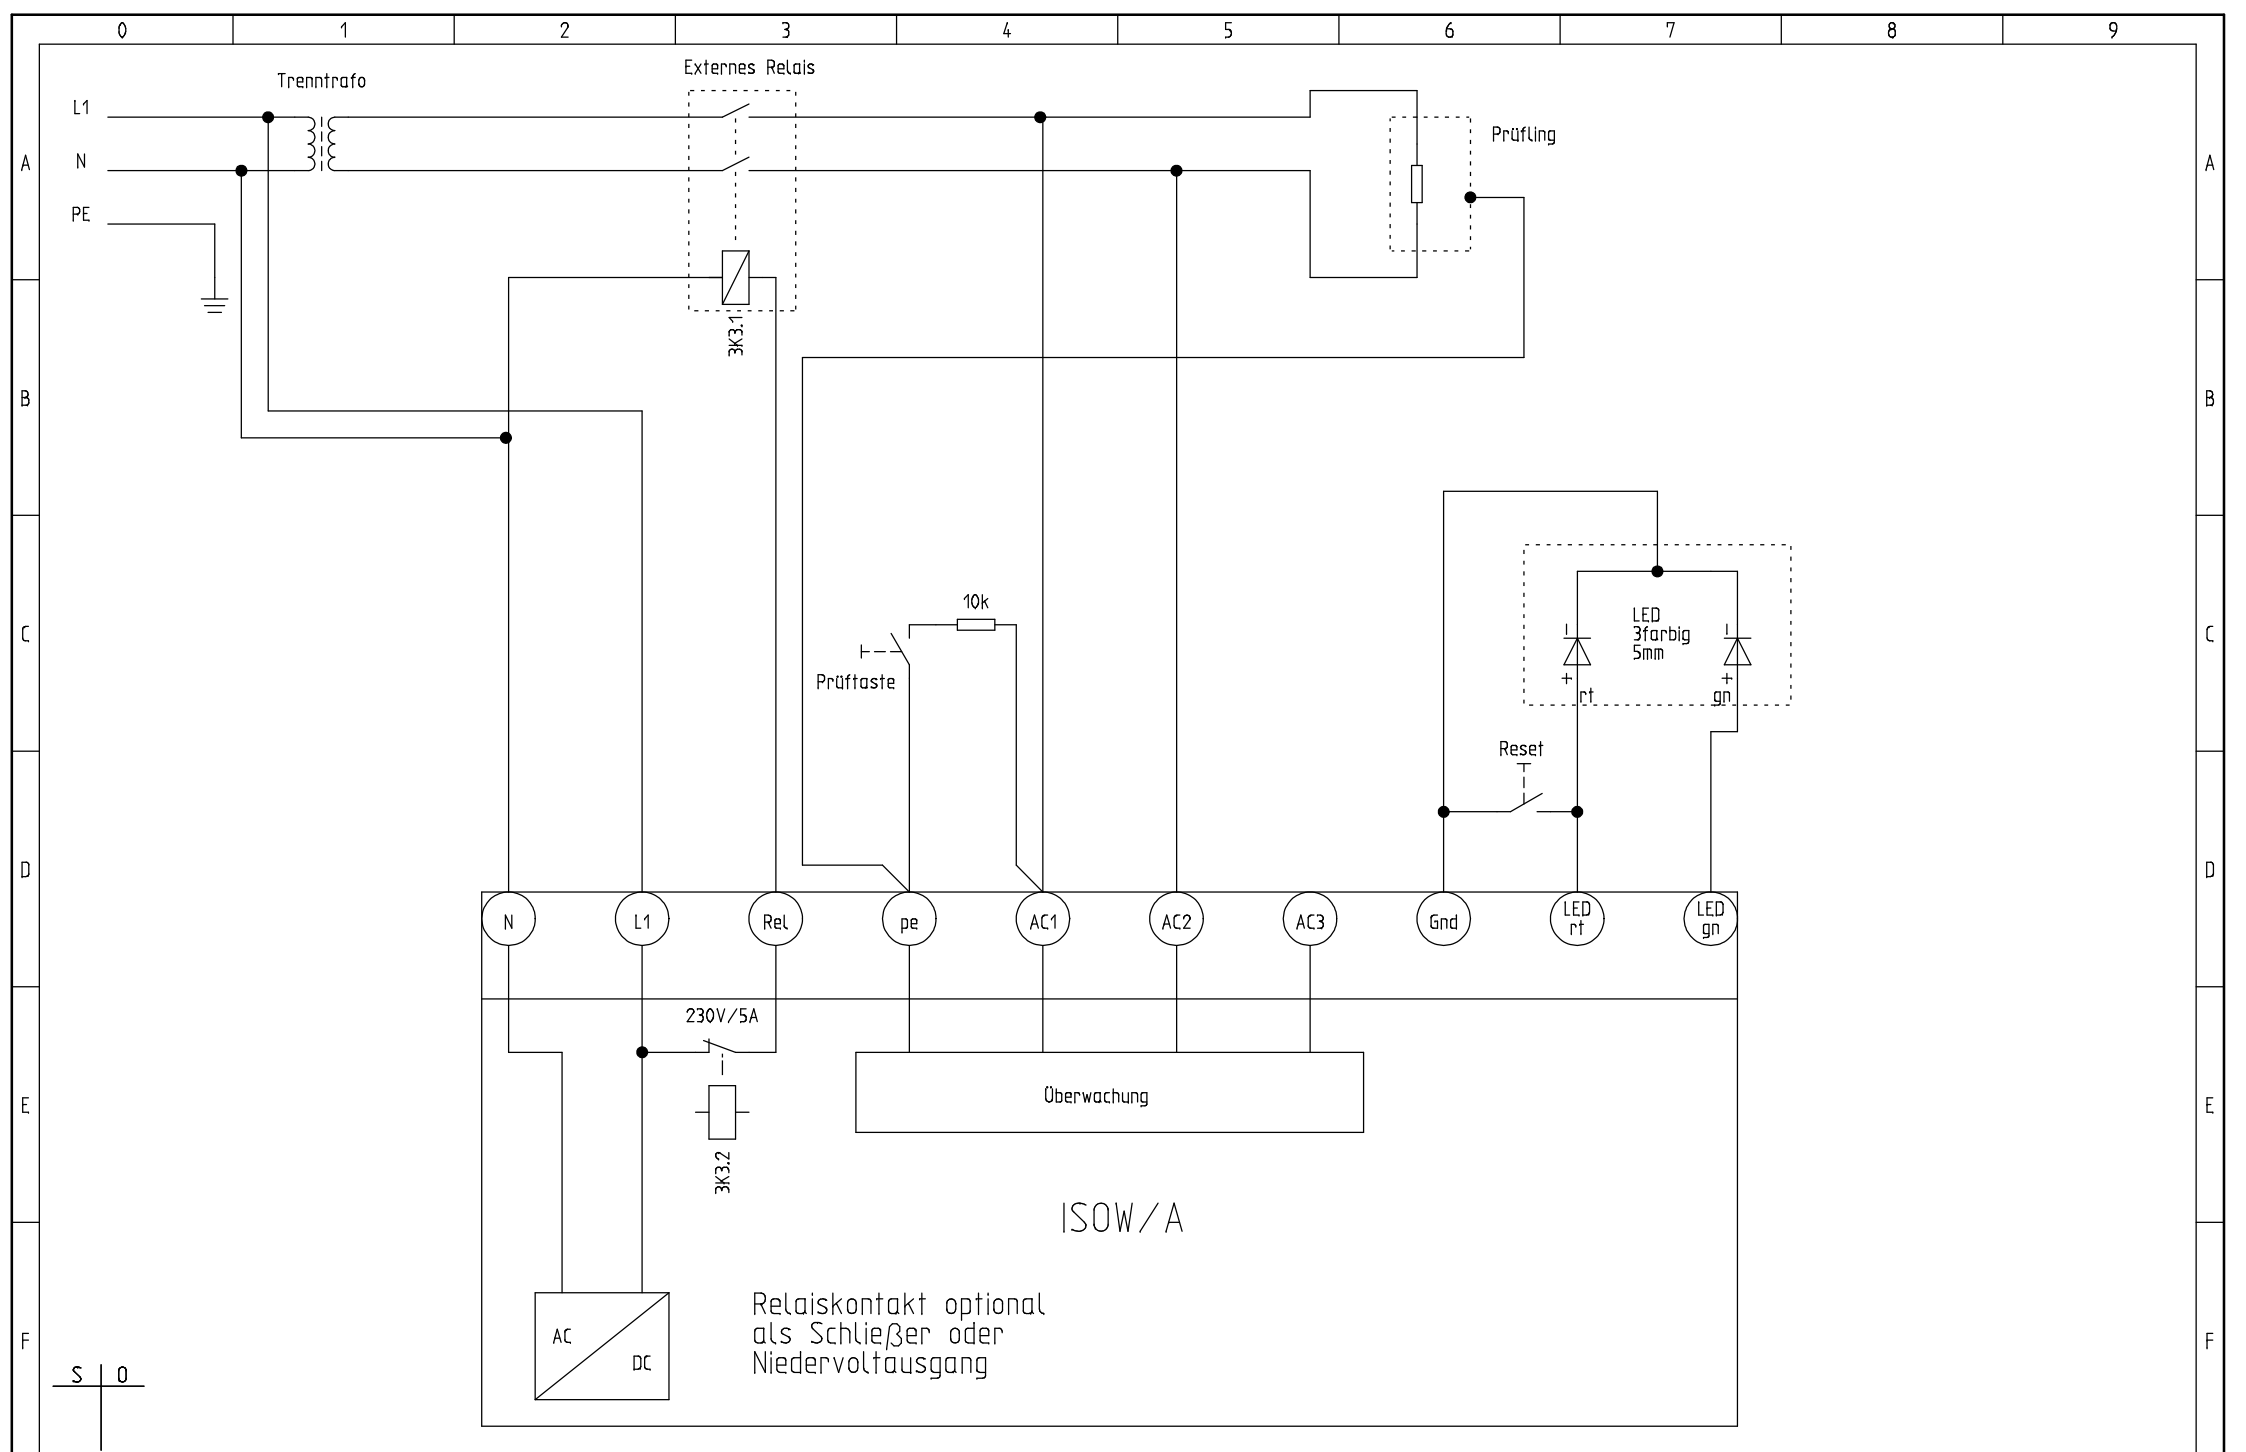 0 1 2 3 4 5 6 7 8 9
Externes Relais
Trenntrafo
L1
Prüfling
A N A
PE
3K3.1
B B
10k
LED
3farbig
5mm
C C
Prüftaste
rt gn
Reset
D D
N L1 Rel pe AC1 AC2 AC3 Gnd LED rt LED gn
230V/5A
Überwachung
E E
3K3.2
ISOW/A
Relaiskontakt optional
als Schließer oder
Niedervoltausgang
AC
F F
DC
S 0